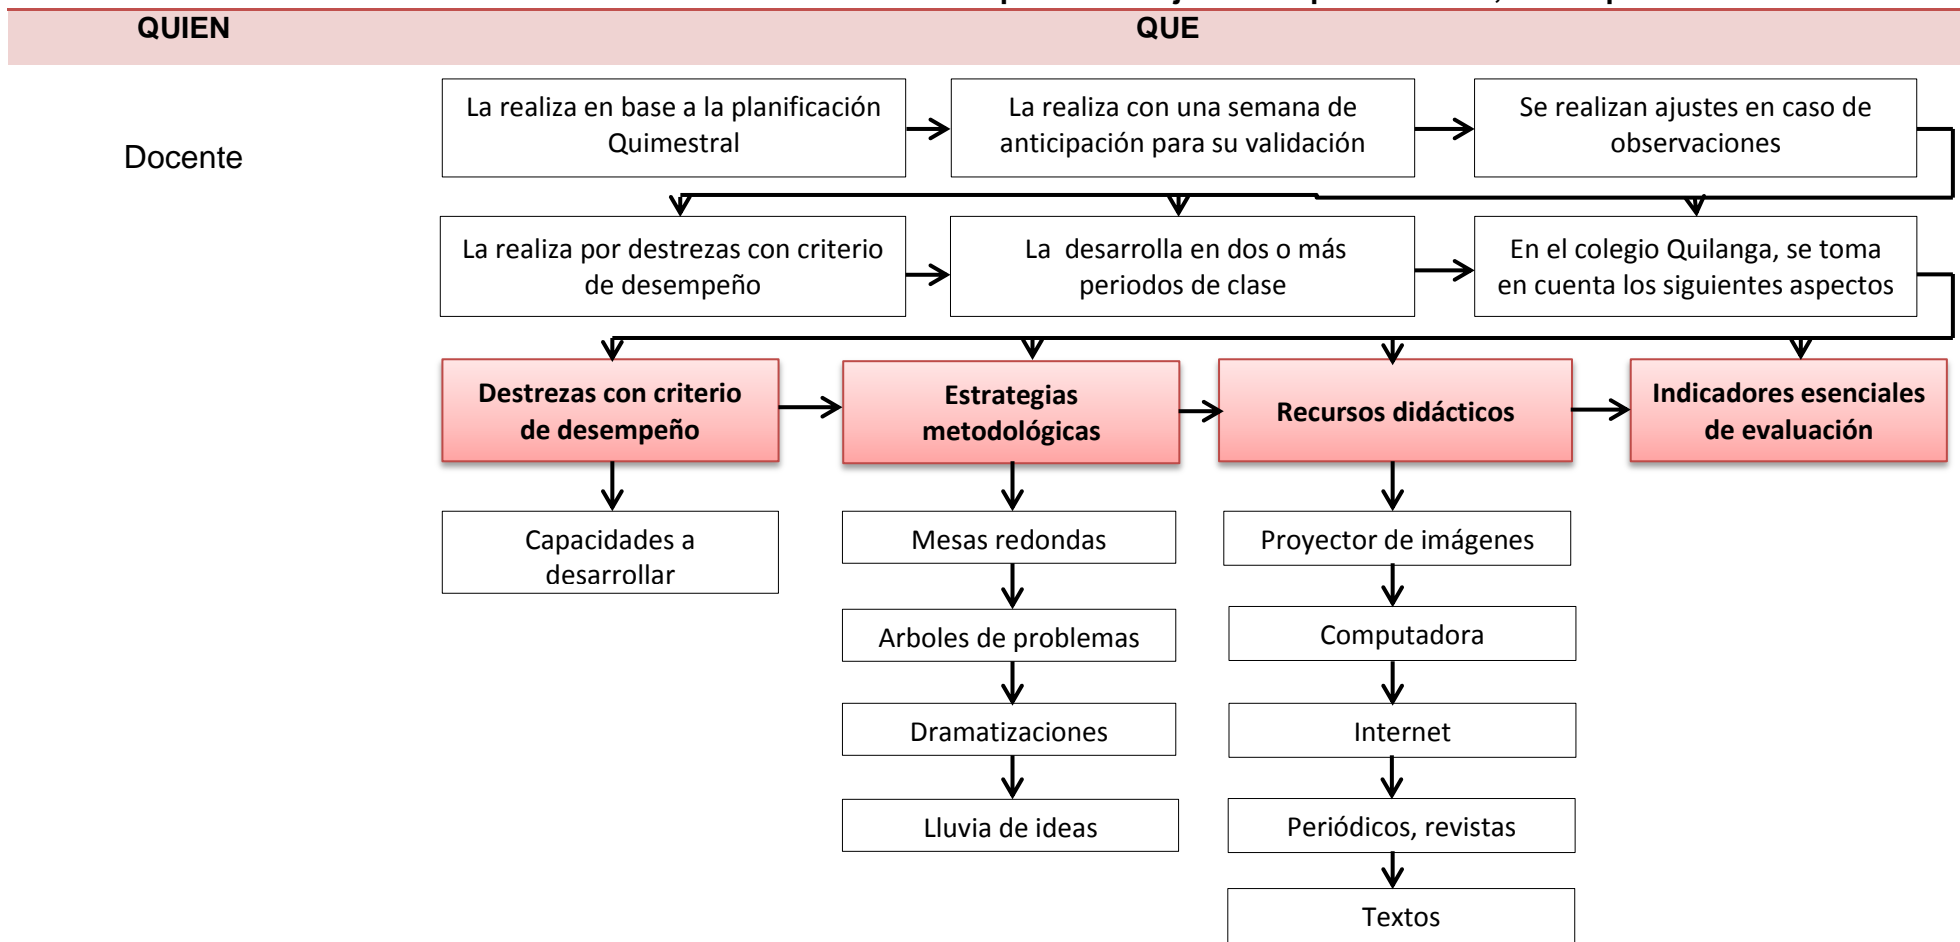 QUIEN
QUE
Docente
La realiza en base a la planificación
Quimestral
La realiza con una semana de
anticipación para su validación
Se realizan ajustes en caso de
observaciones
La realiza por destrezas con criterio
de desempeño
La  desarrolla en dos o más
periodos de clase
En el colegio Quilanga, se toma
en cuenta los siguientes aspectos
Destrezas con criterio
de desempeño
Estrategias
metodológicas
Recursos didácticos
Indicadores esenciales
de evaluación
Capacidades a
desarrollar
Mesas redondas
Arboles de problemas
Dramatizaciones
Lluvia de ideas
Proyector de imágenes
Computadora
Internet
Periódicos, revistas
Textos